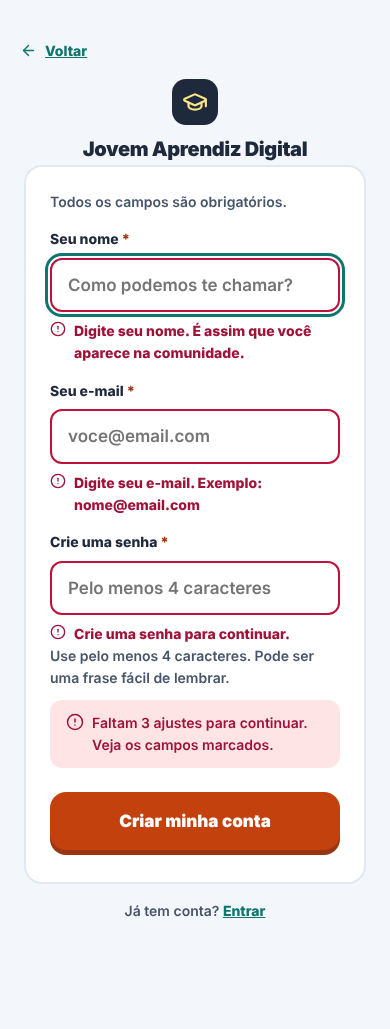 Voltar
Jovem Aprendiz Digital
Todos os campos são obrigatórios.
Seu nome *
Como podemos te chamar?
Digite seu nome. É assim que você
aparece na comunidade.
Seu e-mail *
voce@email.com
Digite seu e-mail. Exemplo:
nome@email.com
Crie uma senha *
Pelo menos 4 caracteres
Crie uma senha para continuar.
Use pelo menos 4 caracteres. Pode ser
uma frase fácil de lembrar.
Faltam 3 ajustes para continuar.
Veja os campos marcados.
Criar minha conta
Já tem conta? Entrar